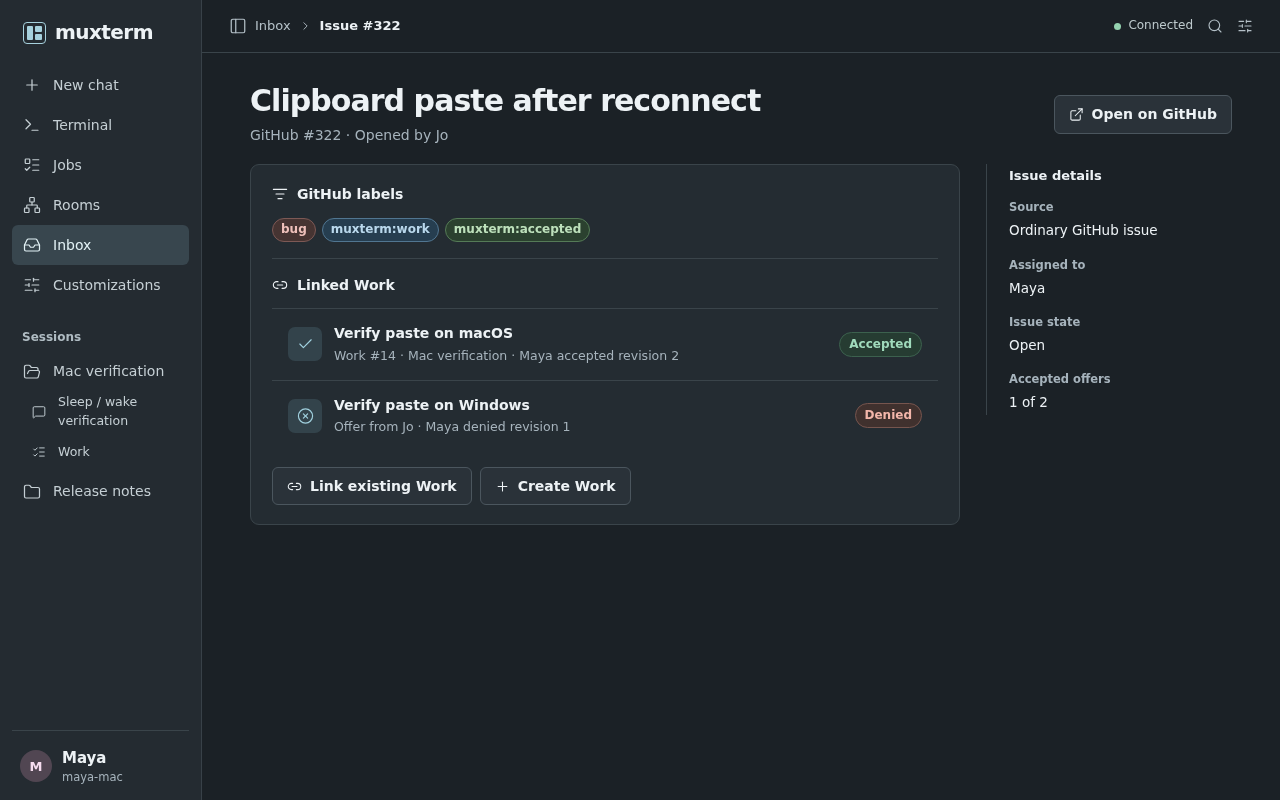 muxterm
New chat
Terminal
Jobs
Rooms
Inbox
Customizations
Sessions
Mac verification
Sleep / wake
verification
Work
Release notes
M
Maya
maya-mac
Inbox
Issue #322
Connected
Clipboard paste after reconnect
GitHub #322 · Opened by Jo
Open on GitHub
GitHub labels
bug
muxterm:work
muxterm:accepted
Linked Work
Verify paste on macOS
Work #14 · Mac verification · Maya accepted revision 2
Accepted
Verify paste on Windows
Offer from Jo · Maya denied revision 1
Denied
Link existing Work
Create Work
Issue details
Source
Ordinary GitHub issue
Assigned to
Maya
Issue state
Open
Accepted offers
1 of 2